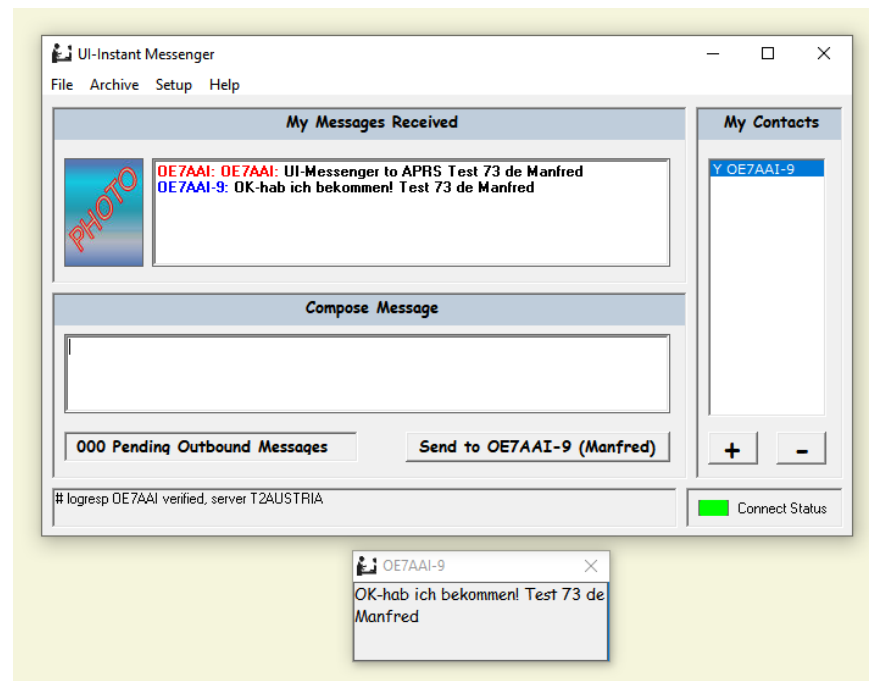 UI-Instant Messenger
File Archive Setup Help
My Messages Received
My Contacts
PHOTO
OE7AAI: OE7AAI: UI-Messenger to APRS Test 73 de Manfred
OE7AAI-9: OK-hab ich bekommen! Test 73 de Manfred
Y OE7AAI-9
Compose Message
000 Pending Outbound Messages
Send to OE7AAI-9 (Manfred)
+ -
# logresp OE7AAI verified, server T2AUSTRIA
Connect Status
OE7AAI-9
OK-hab ich bekommen! Test 73 de
Manfred